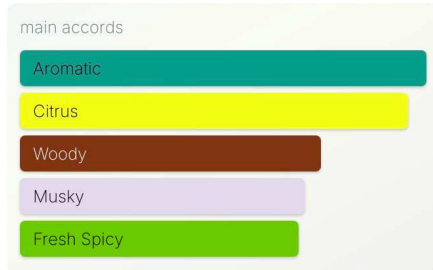 main accords
Aromatic
Citrus
Woody
Musky
Fresh Spicy